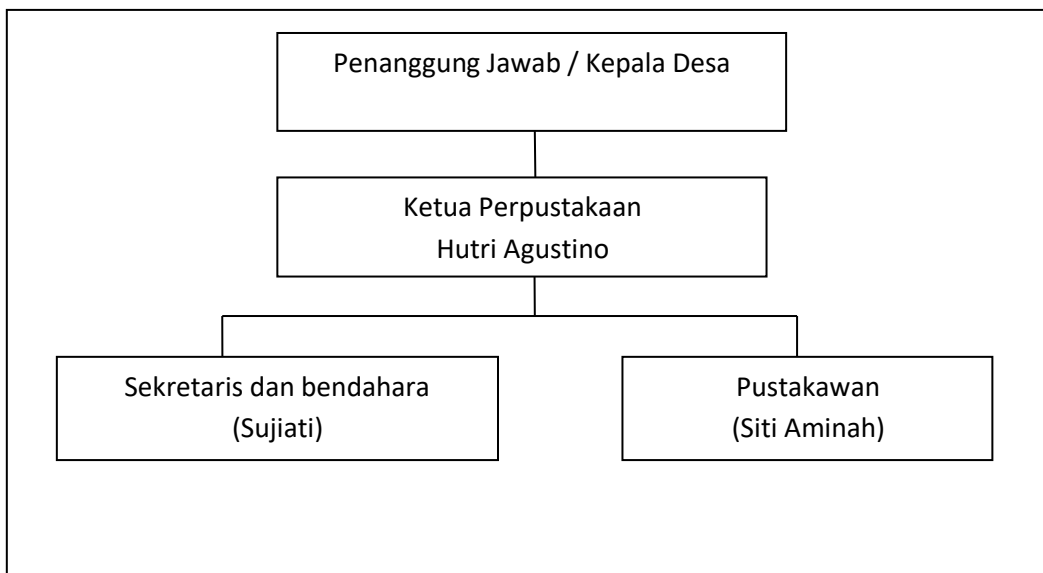 Penanggung Jawab / Kepala Desa
Ketua Perpustakaan
Hutri Agustino
Sekretaris dan bendahara
(Sujiati)
Pustakawan
(Siti Aminah)